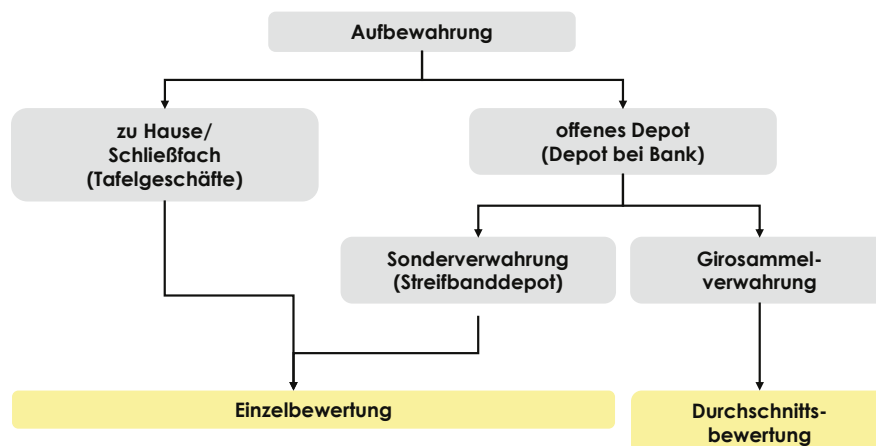 Aufbewahrung
zu Hause/
Schließfach
(Tafelgeschäfte)
offenes Depot
(Depot bei Bank)
Sonderverwahrung
(Streifbanddepot)
Girosammel-
verwahrung
Einzelbewertung
Durchschnitts-
bewertung